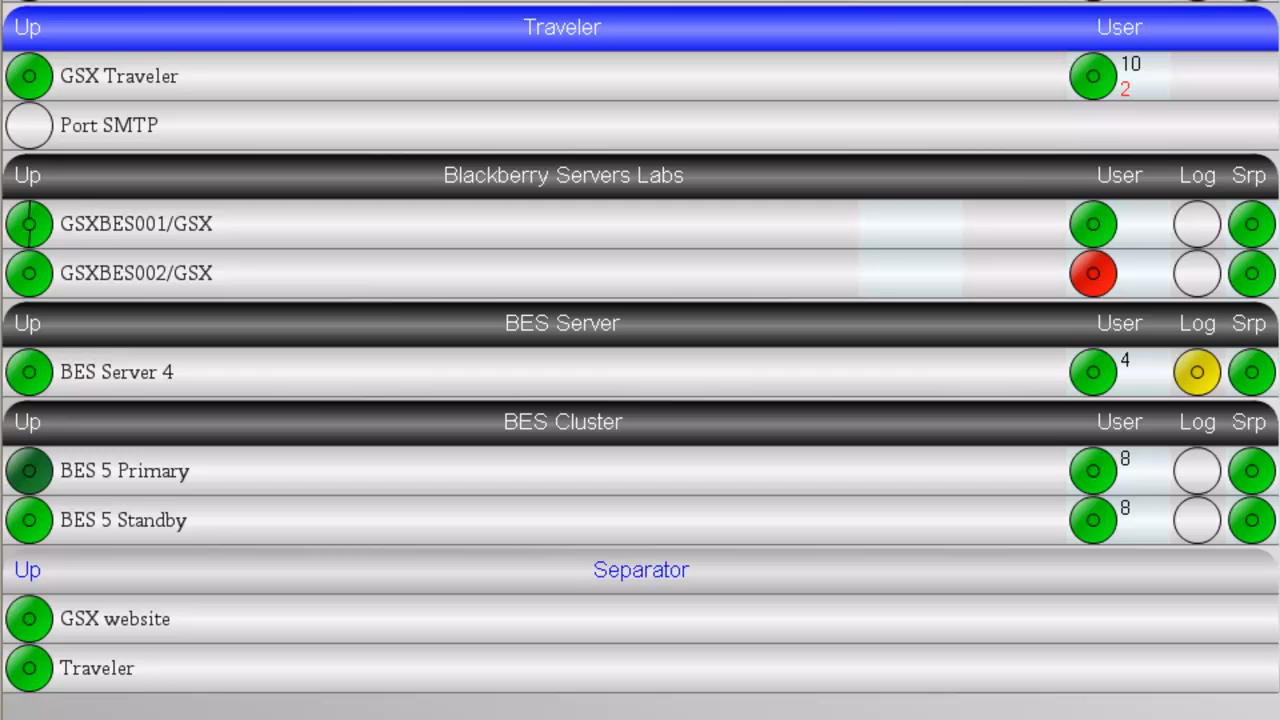 Up Traveler User
GSX Traveler 10
2
Port SMTP
Up Blackberry Servers Labs User Log Srp
GSXBES001/GSX
GSXBES002/GSX
Up BES Server User Log Srp
BES Server 4 4
Up BES Cluster User Log Srp
BES 5 Primary 8
BES 5 Standby 8
Up Separator
GSX website
Traveler